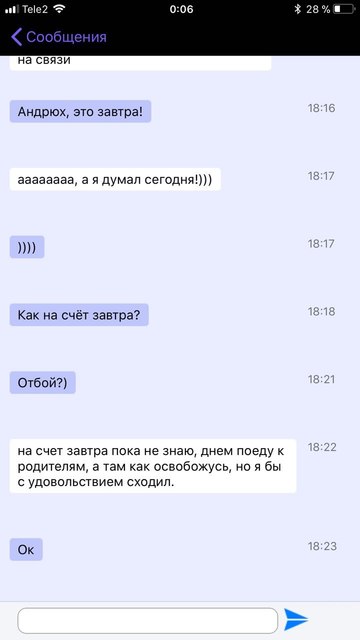 Tele2
0:06
28 %
Сообщения
на связи
Андрюх, это завтра!
18:16
аааааааа, а я думал сегодня!)))
18:17
))))
18:17
Как на счёт завтра?
18:18
Отбой?)
18:21
на счет завтра пока не знаю, днем поеду к
родителям, а там как освобожусь, но я бы
с удовольствием сходил.
18:22
Ок
18:23